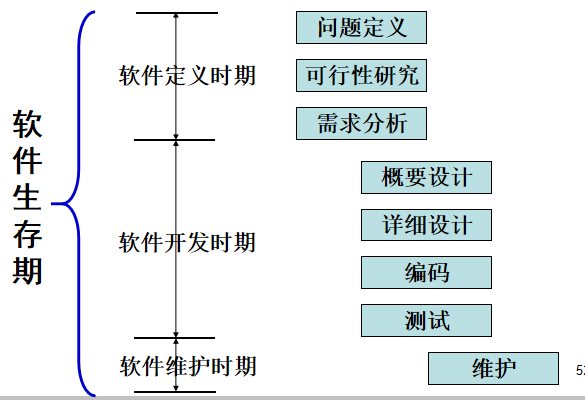 软件生存期
软件定义时期
问题定义
可行性研究
需求分析
软件开发时期
概要设计
详细设计
编码
测试
软件维护时期
维护